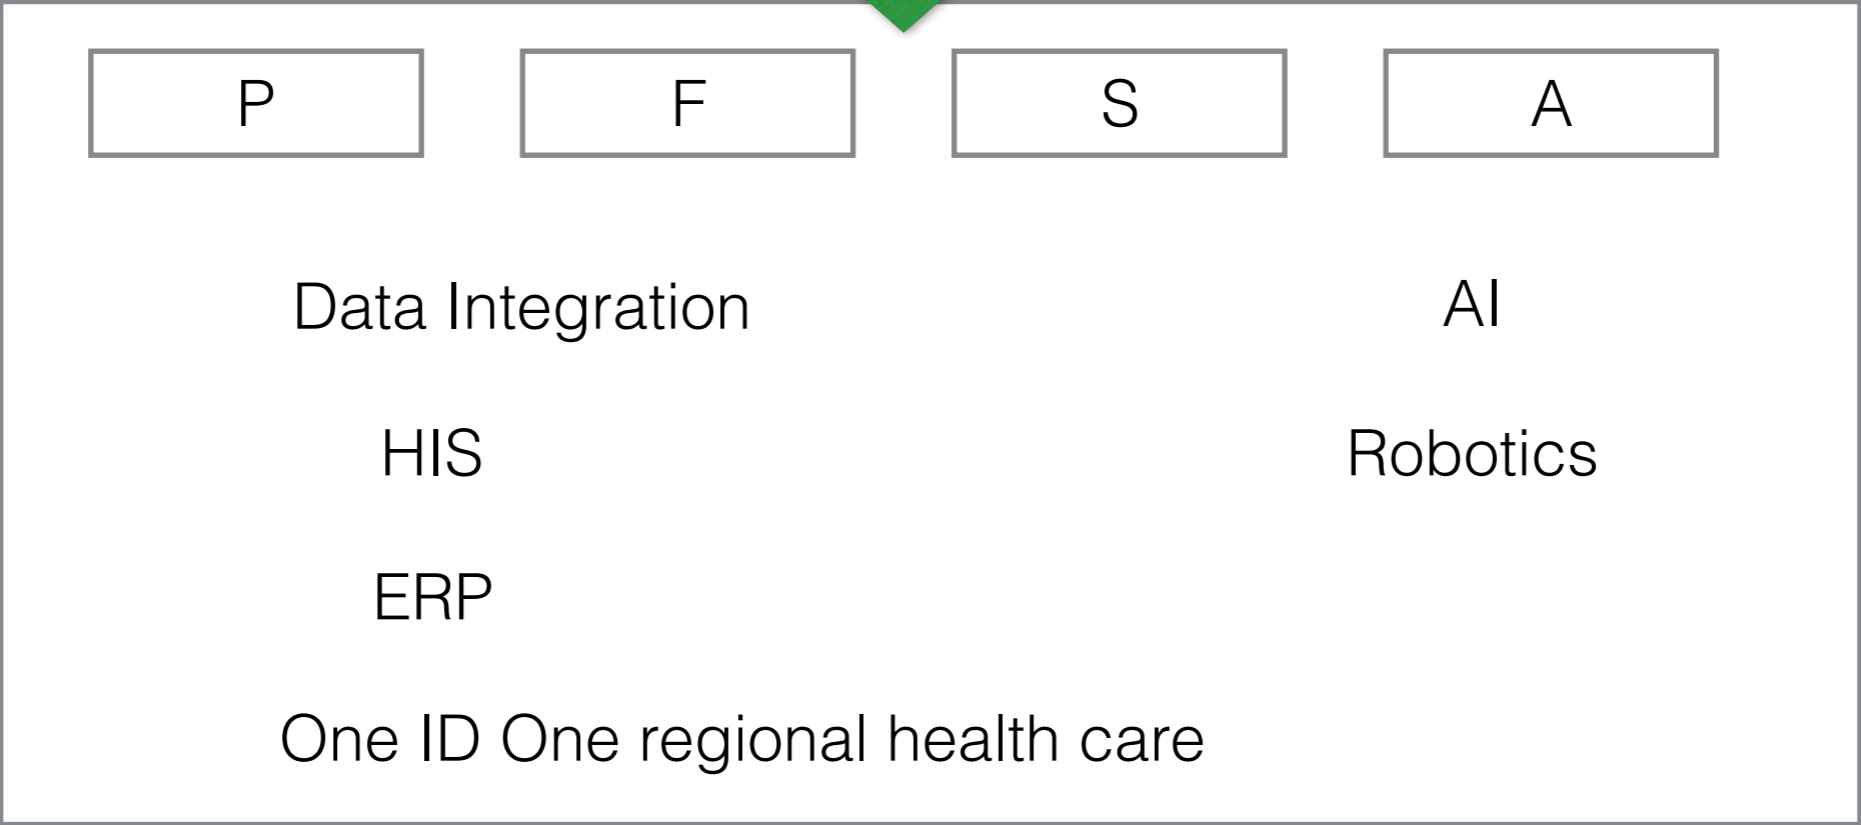 P F S A
Data Integration AI
HIS Robotics
ERP
One ID One regional health care